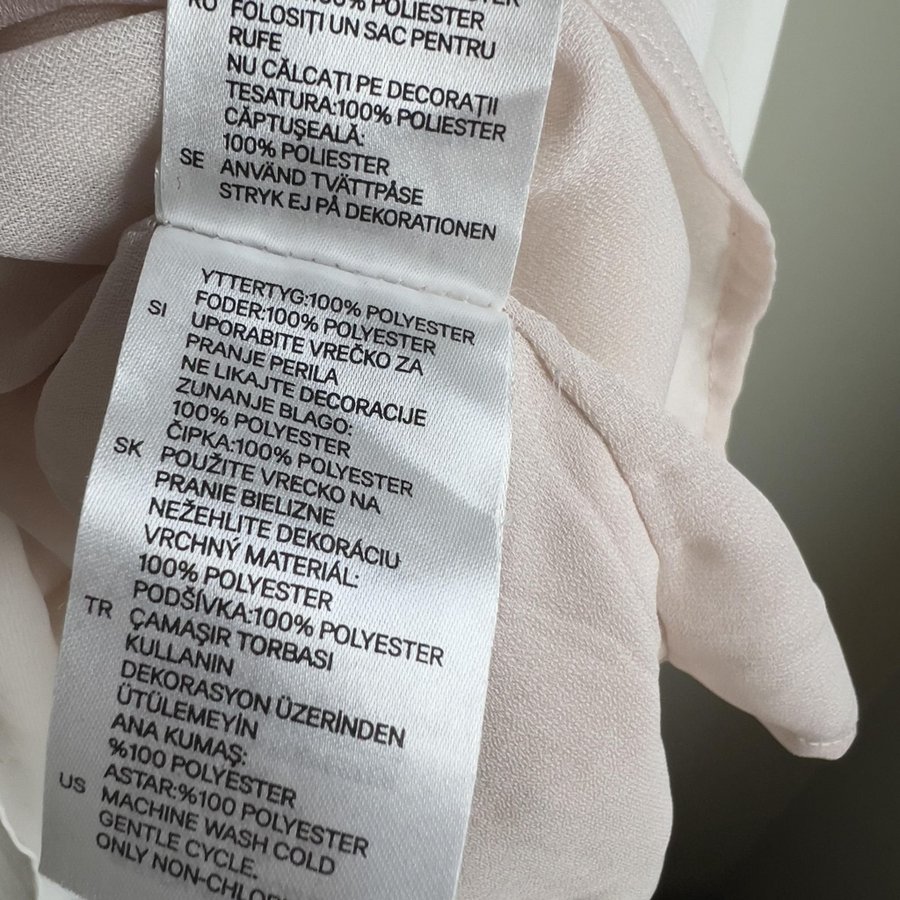 100% POLIESTER
RO FOLOSIȚI UN SAC PENTRU
RUFE
NU CĂLCAȚI PE DECORAȚII
TESATURA:100% POLIESTER
CĂPTUȘEALĂ:
100% POLIESTER
SE ANVÄND TVÄTTPÅSE
STRYK EJ PÅ DEKORATIONEN
YTTERTYG:100% POLYESTER
FODER:100% POLYESTER
SI UPORABITE VREČKO ZA
PRANJE PERILA
NE LIKAJTE DECORACIJE
ZUNANJE BLAGO:
100% POLYESTER
ČIPKA:100% POLYESTER
SK POUŽITE VRECKO NA
PRANIE BIELIZNE
NEŽEHLITE DEKORÁCIU
VRCHNÝ MATERIÁL:
100% POLYESTER
PODŠÍVKA:100% POLYESTER
TR ÇAMAŞIR TORBASI
KULLANIN
DEKORASYON ÜZERİNDEN
ÜTÜLEMEYİN
ANA KUMAŞ:
%100 POLYESTER
ASTAR:%100 POLYESTER
US MACHINE WASH COLD
GENTLE CYCLE.
ONLY